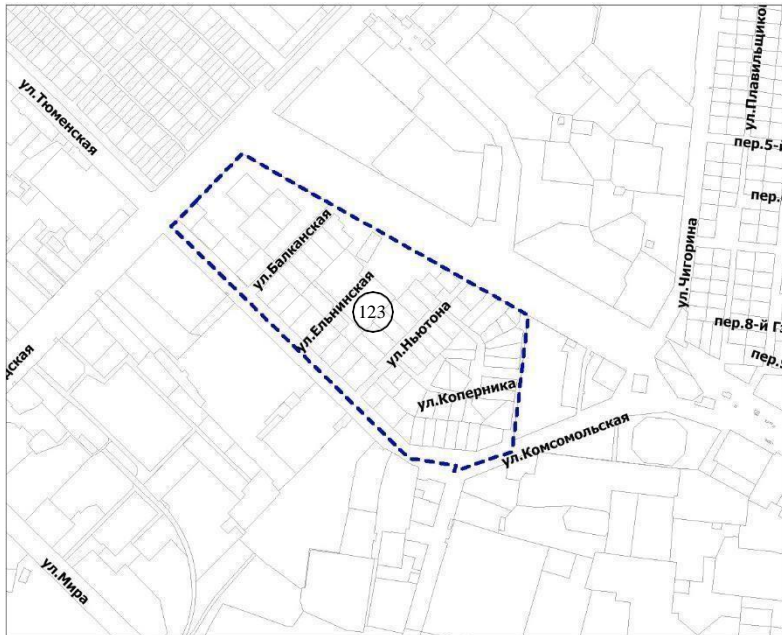 ул.Плавильщико
ул.Тюменская
пер.5-й
пер.
ул.Балканская
ул.Чигорина
ул.Ельнинская
123
ул.Ньютона
пер.8-й Г
пер.
дская
ул.Коперника
ул.Комсомольская
ул.Мира